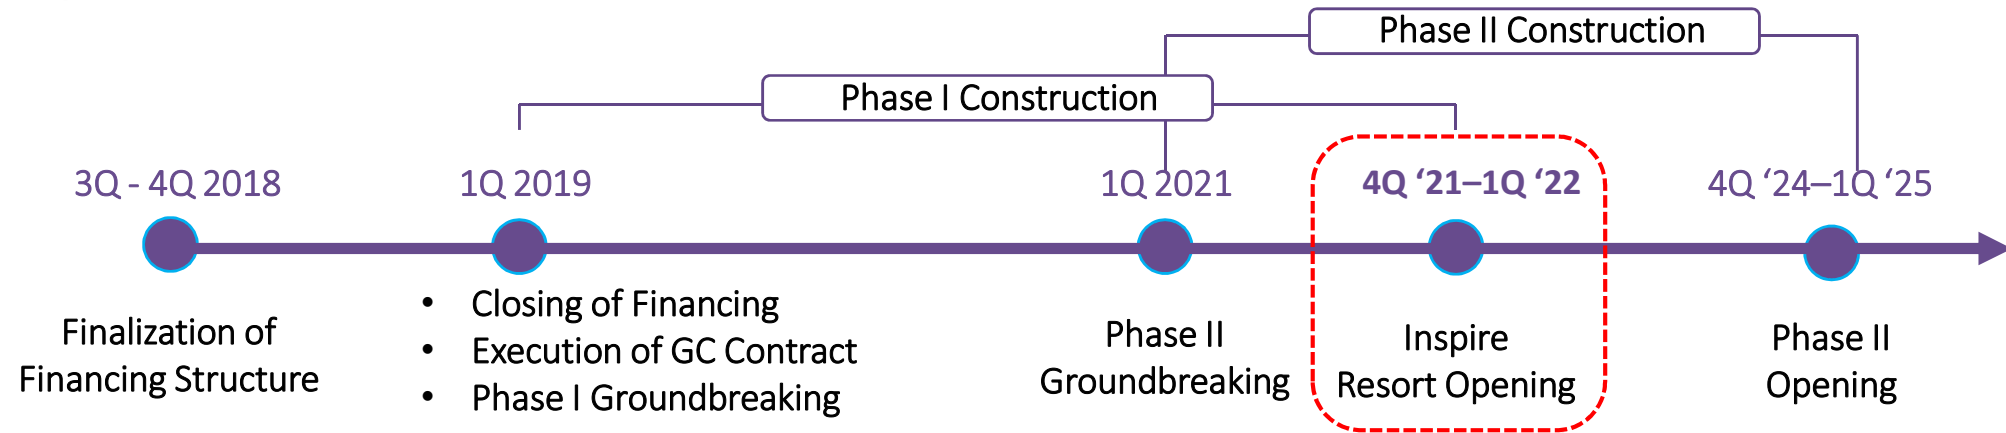 Phase II Construction
Phase I Construction
3Q - 4Q 2018
1Q 2019
1Q 2021
4Q ‘21–1Q ‘22
4Q ‘24–1Q ‘25
Finalization of
Financing Structure
• Closing of Financing
• Execution of GC Contract
• Phase I Groundbreaking
Phase II
Groundbreaking
Inspire
Resort Opening
Phase II
Opening